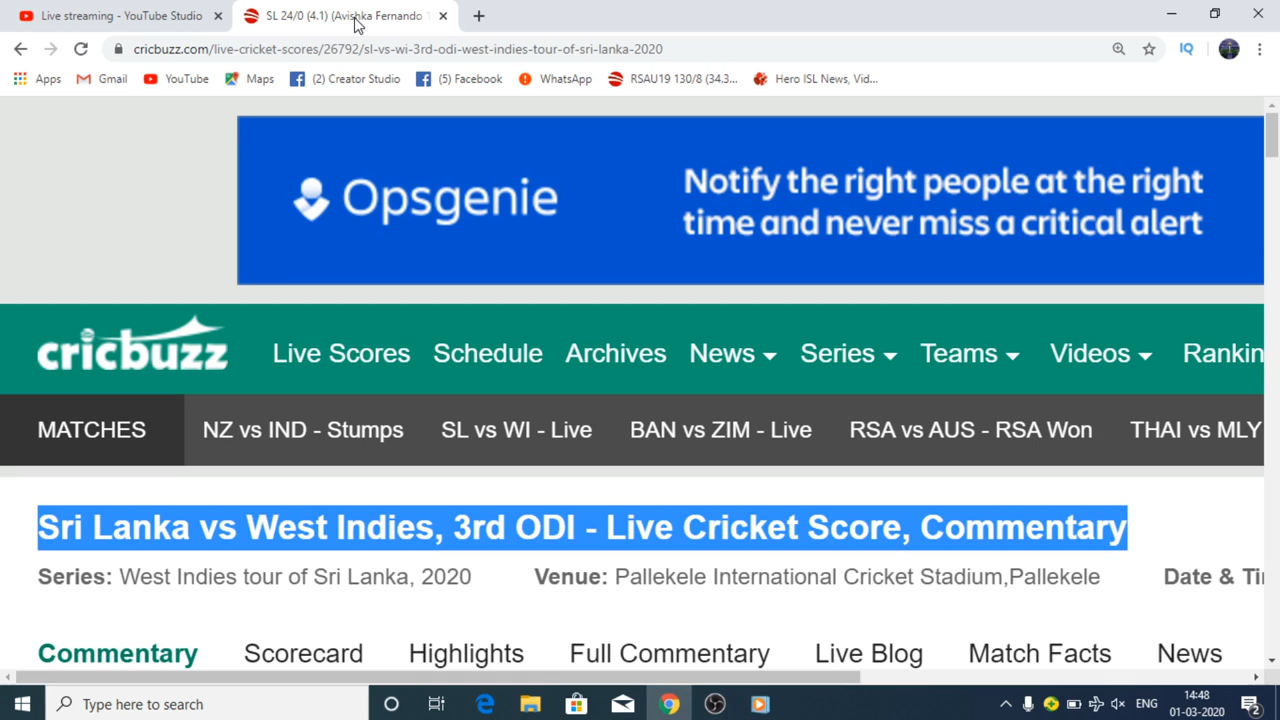 Live streaming - YouTube Studio
SL 24/0 (4.1) (Avishka Fernando 1
cricbuzz.com/live-cricket-scores/26792/sl-vs-wi-3rd-odi-west-indies-tour-of-sri-lanka-2020
IQ
Apps Gmail YouTube Maps (2) Creator Studio (5) Facebook WhatsApp RSAU19 130/8 (34.3... Hero ISL News, Vid...
Opsgenie
Notify the right people at the right
time and never miss a critical alert
cricbuzz Live Scores Schedule Archives News Series Teams Videos Rankin
MATCHES NZ vs IND - Stumps SL vs WI - Live BAN vs ZIM - Live RSA vs AUS - RSA Won THAI vs MLY
Sri Lanka vs West Indies, 3rd ODI - Live Cricket Score, Commentary
Series: West Indies tour of Sri Lanka, 2020 Venue: Pallekele International Cricket Stadium,Pallekele Date & Ti
Commentary Scorecard Highlights Full Commentary Live Blog Match Facts News
Type here to search
ENG
14:48
01-03-2020
2